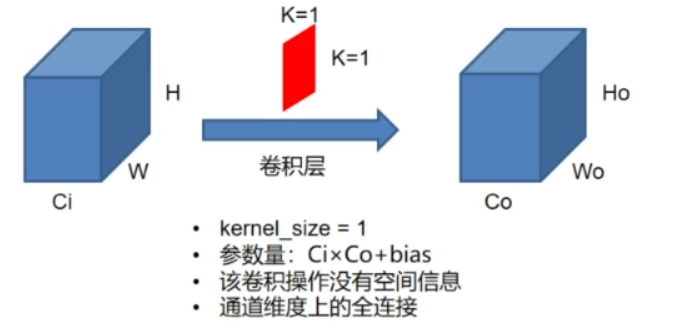 K=1
K=1
H
W
Ci
卷积层
Ho
Wo
Co
• kernel_size = 1
• 参数量：Ci×Co+bias
• 该卷积操作没有空间信息
• 通道维度上的全连接